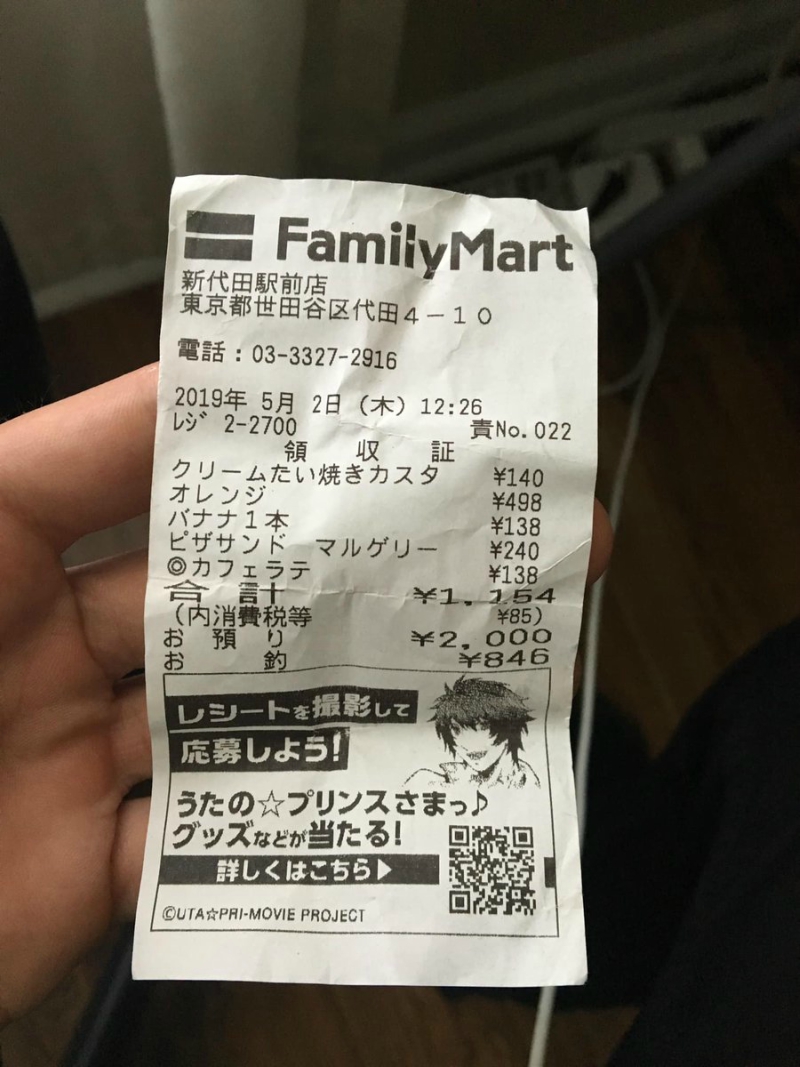 FamilyMart
新代田駅前店
東京都世田谷区代田４－１０
電話：03-3327-2916
2019年 5月 2日（木）12:26
ﾚｼﾞ 2-2700 責No.022
領　収　証
クリームたい焼きカスタ ¥140
オレンジ ¥498
バナナ１本 ¥138
ピザサンド　マルゲリー ¥240
◎カフェラテ ¥138
合　計 ¥1,154
（内消費税等 ¥85）
お　預　り ¥2,000
お　　釣 ¥846
レシートを撮影して
応募しよう!
うたの☆プリンスさまっ♪
グッズなどが当たる!
詳しくはこちら▶
©UTA☆PRI-MOVIE PROJECT